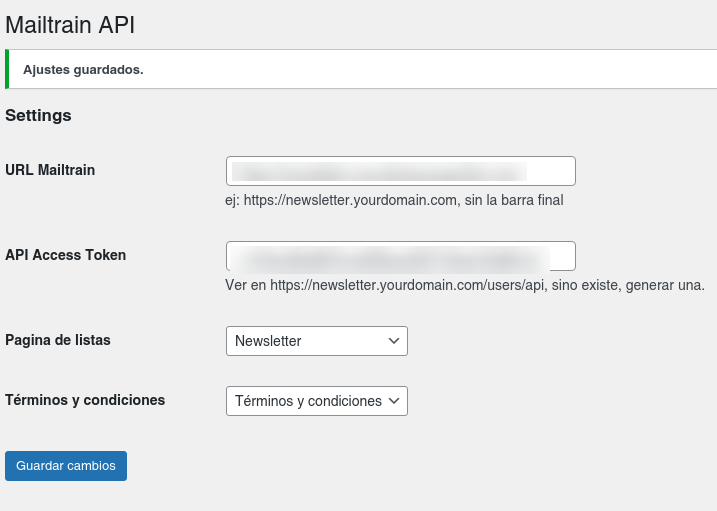 Mailtrain API
Ajustes guardados.
Settings
URL Mailtrain
ej: https://newsletter.yourdomain.com, sin la barra final
API Access Token
Ver en https://newsletter.yourdomain.com/users/api, sino existe, generar una.
Pagina de listas
Newsletter
Términos y condiciones
Términos y condiciones
Guardar cambios